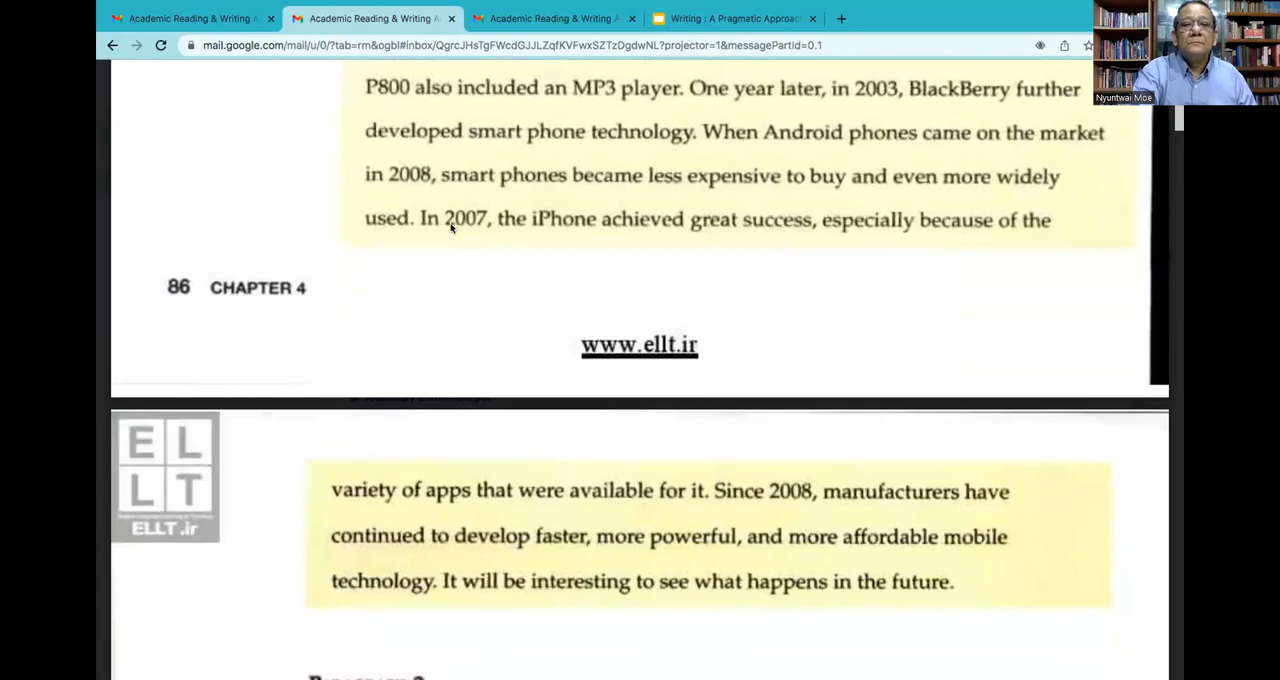 Academic Reading & Writing A
Academic Reading & Writing A
Academic Reading & Writing A
Writing : A Pragmatic Approac
mail.google.com/mail/u/0/?tab=rm&ogbl#inbox/QgrcJHsTgFWcdGJJLZqfKVFwxSZTzDgdwNL?projector=1&messagePartId=0.1
Nyuntwai Moe
P800 also included an MP3 player. One year later, in 2003, BlackBerry further
developed smart phone technology. When Android phones came on the market
in 2008, smart phones became less expensive to buy and even more widely
used. In 2007, the iPhone achieved great success, especially because of the
86 CHAPTER 4
www.ellt.ir
E L
L T
ELLT.ir
variety of apps that were available for it. Since 2008, manufacturers have
continued to develop faster, more powerful, and more affordable mobile
technology. It will be interesting to see what happens in the future.